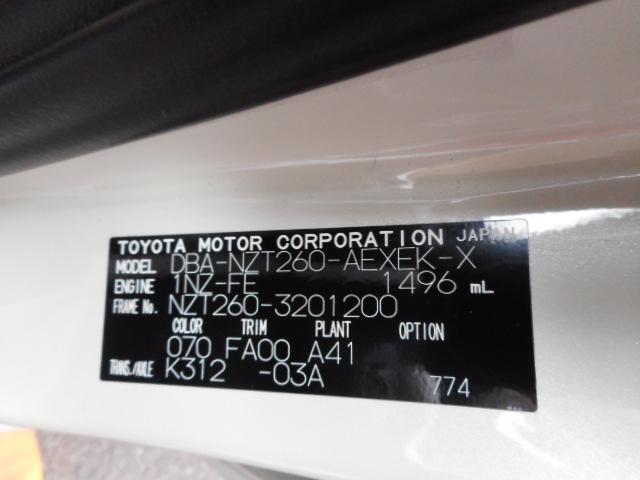 TOYOTA MOTOR CORPORATION JAPAN
MODEL DBA-NZT260-AEXEK-X
ENGINE 1NZ-FE 1496 mL
FRAME No. NZT260-3201200
COLOR TRIM PLANT OPTION
070 FA00 A41
TRANS./AXLE K312 -03A
774